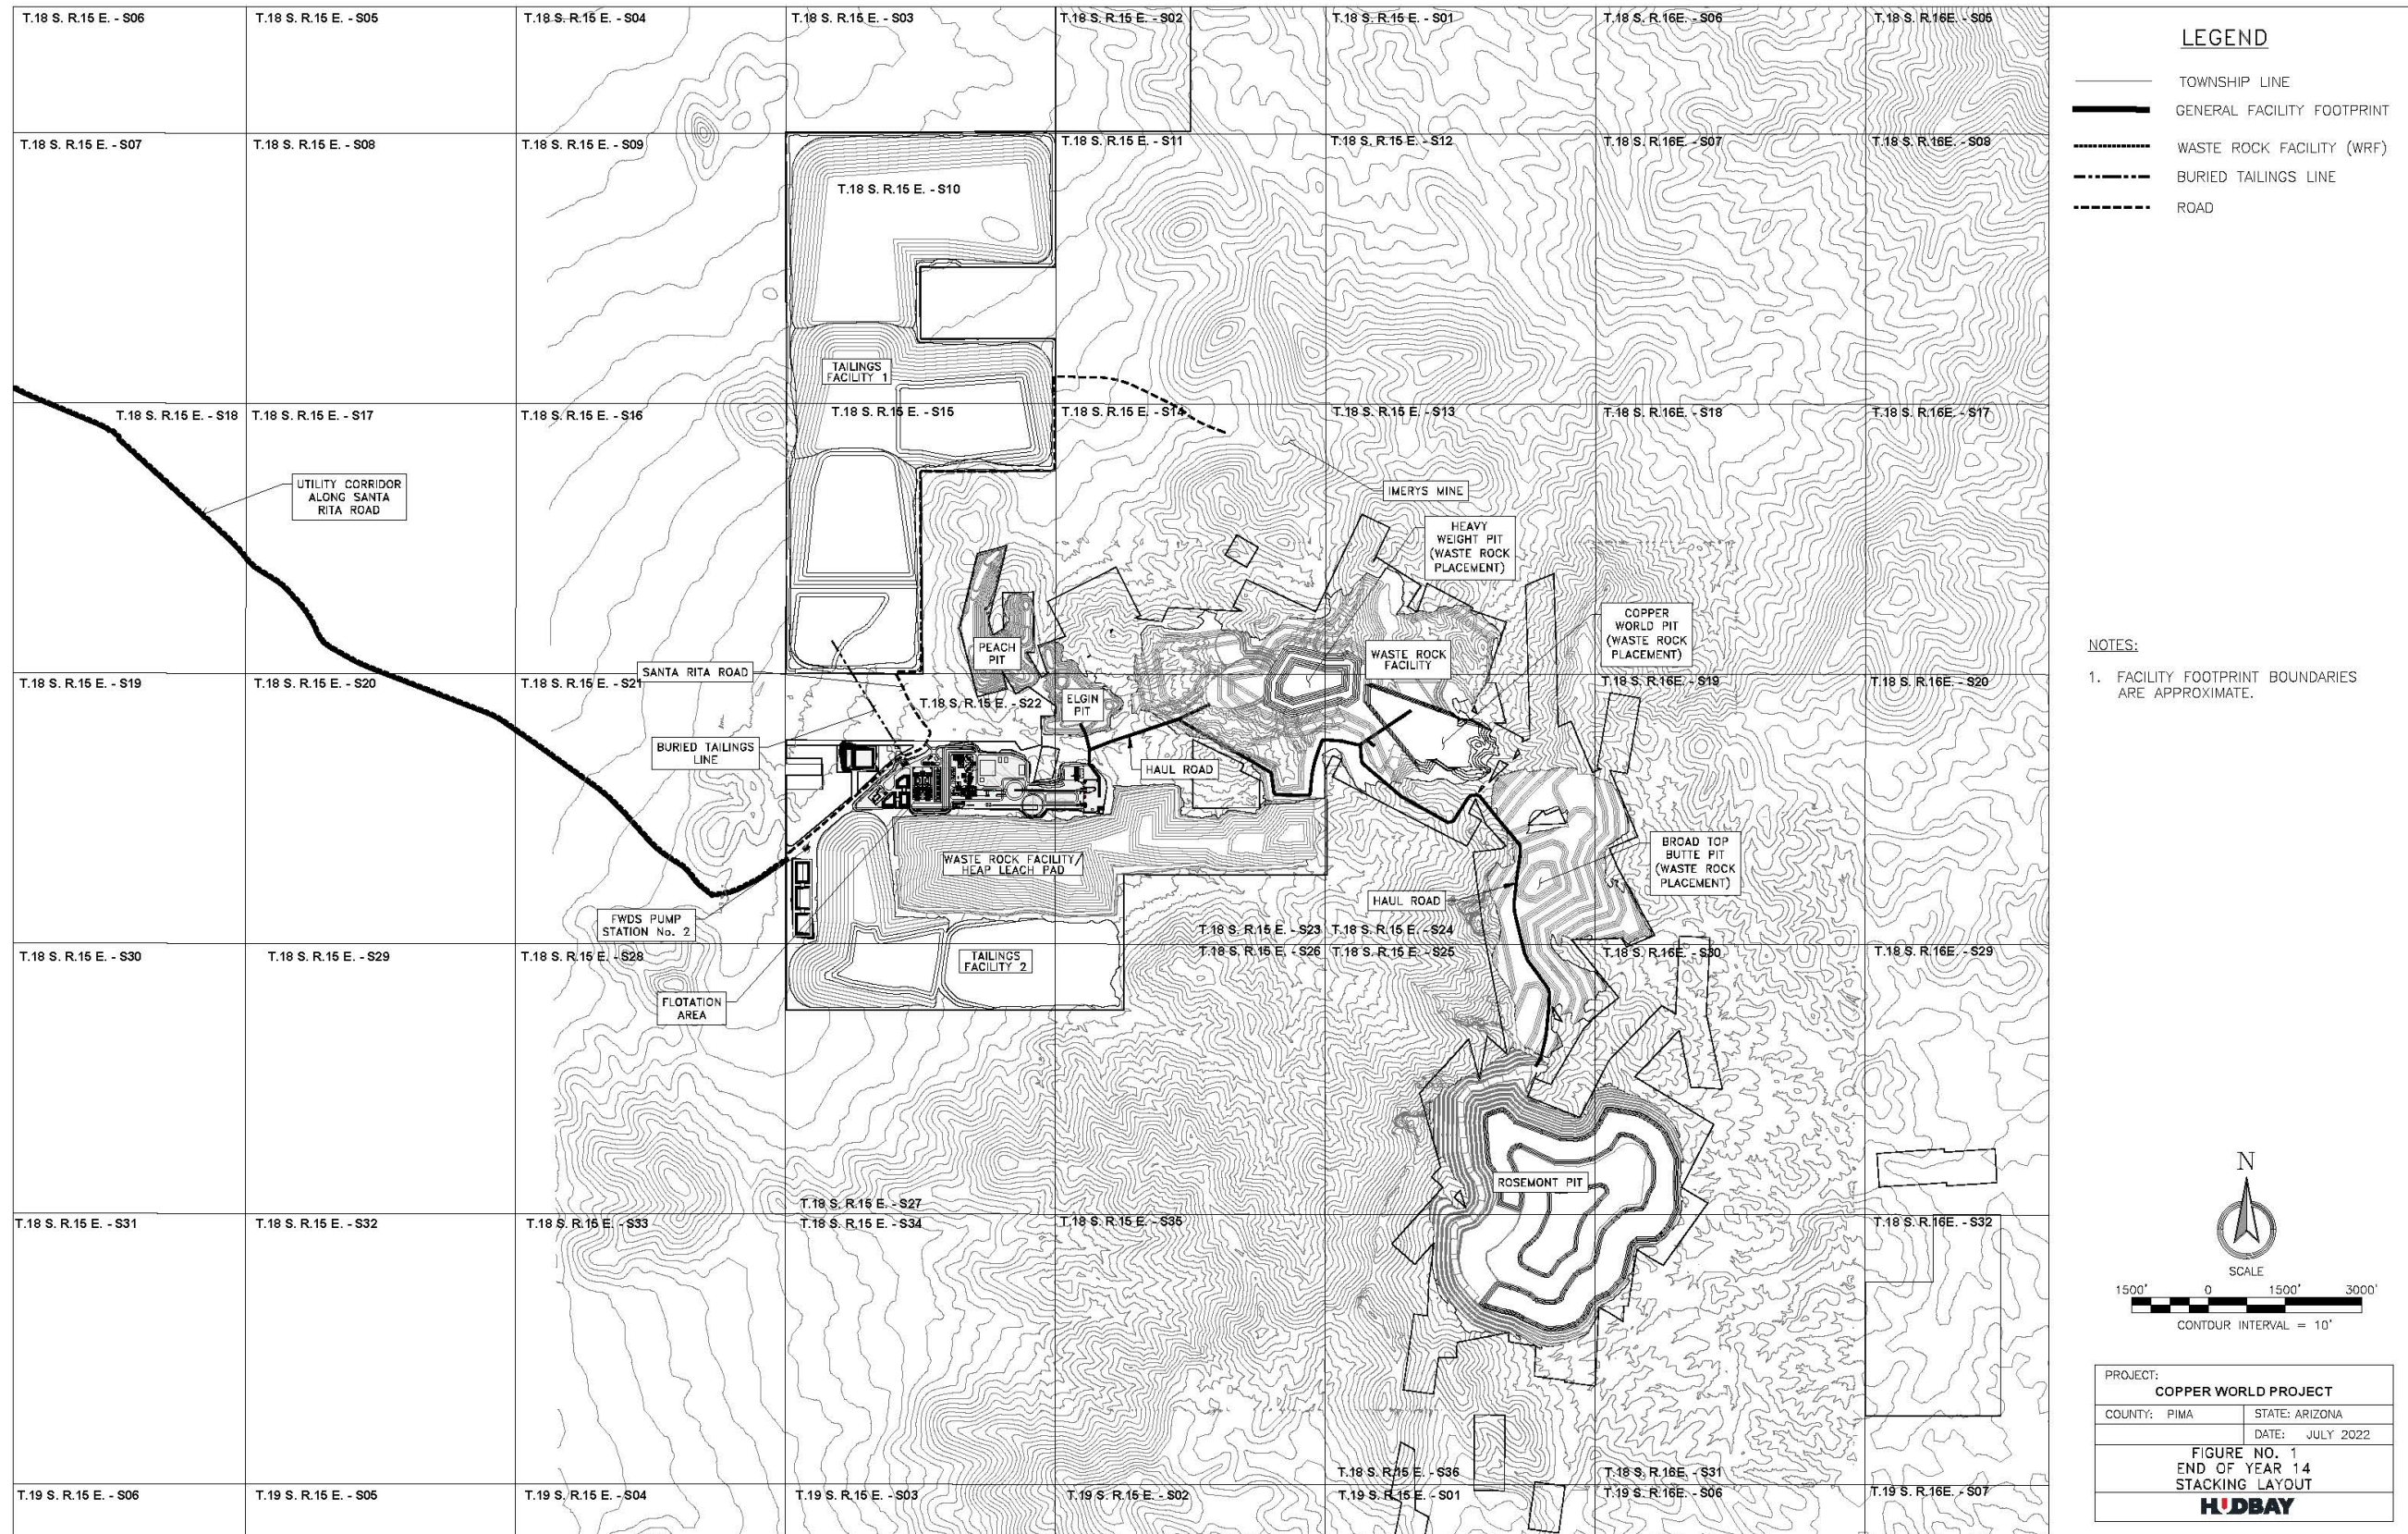 T.18 S. R.15 E. - S06
T.18 S. R.15 E. - S05
T.18 S. R.15 E. - S04
T.18 S. R.15 E. - S03
T.18 S. R.15 E. - S02
T.18 S. R.15 E. - S01
T.18 S. R.16E. - S06
T.18 S. R.16E. - S05
T.18 S. R.15 E. - S07
T.18 S. R.15 E. - S08
T.18 S. R.15 E. - S09
T.18 S. R.15 E. - S10
T.18 S. R.15 E. - S11
T.18 S. R.15 E. - S12
T.18 S. R.16E. - S07
T.18 S. R.16E. - S08
TAILINGS
FACILITY 1
T.18 S. R.15 E. - S18
T.18 S. R.15 E. - S17
T.18 S. R.15 E. - S16
T.18 S. R.15 E. - S15
T.18 S. R.15 E. - S14
T.18 S. R.15 E. - S13
T.18 S. R.16E. - S18
T.18 S. R.16E. - S17
UTILITY CORRIDOR
ALONG SANTA
RITA ROAD
IMERYS MINE
HEAVY
WEIGHT PIT
(WASTE ROCK
PLACEMENT)
COPPER
WORLD PIT
(WASTE ROCK
PLACEMENT)
PEACH
PIT
WASTE ROCK
FACILITY
SANTA RITA ROAD
T.18 S. R.15 E. - S19
T.18 S. R.15 E. - S20
T.18 S. R.15 E. - S21
T.18 S. R.15 E. - S22
ELGIN
PIT
T.18 S. R.16E. - S19
T.18 S. R.16E. - S20
BURIED TAILINGS
LINE
HAUL ROAD
WASTE ROCK FACILITY/
HEAP LEACH PAD
BROAD TOP
BUTTE PIT
(WASTE ROCK
PLACEMENT)
HAUL ROAD
FWDS PUMP
STATION No. 2
T.18 S. R.15 E. - S23
T.18 S. R.15 E. - S24
T.18 S. R.15 E. - S30
T.18 S. R.15 E. - S29
T.18 S. R.15 E. - S28
TAILINGS
FACILITY 2
T.18 S. R.15 E. - S26
T.18 S. R.15 E. - S25
T.18 S. R.16E. - S30
T.18 S. R.16E. - S29
FLOTATION
AREA
ROSEMONT PIT
T.18 S. R.15 E. - S27
T.18 S. R.15 E. - S31
T.18 S. R.15 E. - S32
T.18 S. R.15 E. - S33
T.18 S. R.15 E. - S34
T.18 S. R.15 E. - S35
T.18 S. R.16E. - S32
T.18 S. R.15 E. - S36
T.18 S. R.16E. - S31
T.19 S. R.15 E. - S06
T.19 S. R.15 E. - S05
T.19 S. R.15 E. - S04
T.19 S. R.15 E. - S03
T.19 S. R.15 E. - S02
T.19 S. R.15 E. - S01
T.19 S. R.16E. - S06
T.19 S. R.16E. - S07
LEGEND
TOWNSHIP LINE
GENERAL FACILITY FOOTPRINT
WASTE ROCK FACILITY (WRF)
BURIED TAILINGS LINE
ROAD
NOTES:
1. FACILITY FOOTPRINT BOUNDARIES
ARE APPROXIMATE.
N
SCALE
1500' 0 1500' 3000'
CONTOUR INTERVAL = 10'
PROJECT:
COPPER WORLD PROJECT
COUNTY: PIMA
STATE: ARIZONA
DATE: JULY 2022
FIGURE NO. 1
END OF YEAR 14
STACKING LAYOUT
HUDBAY